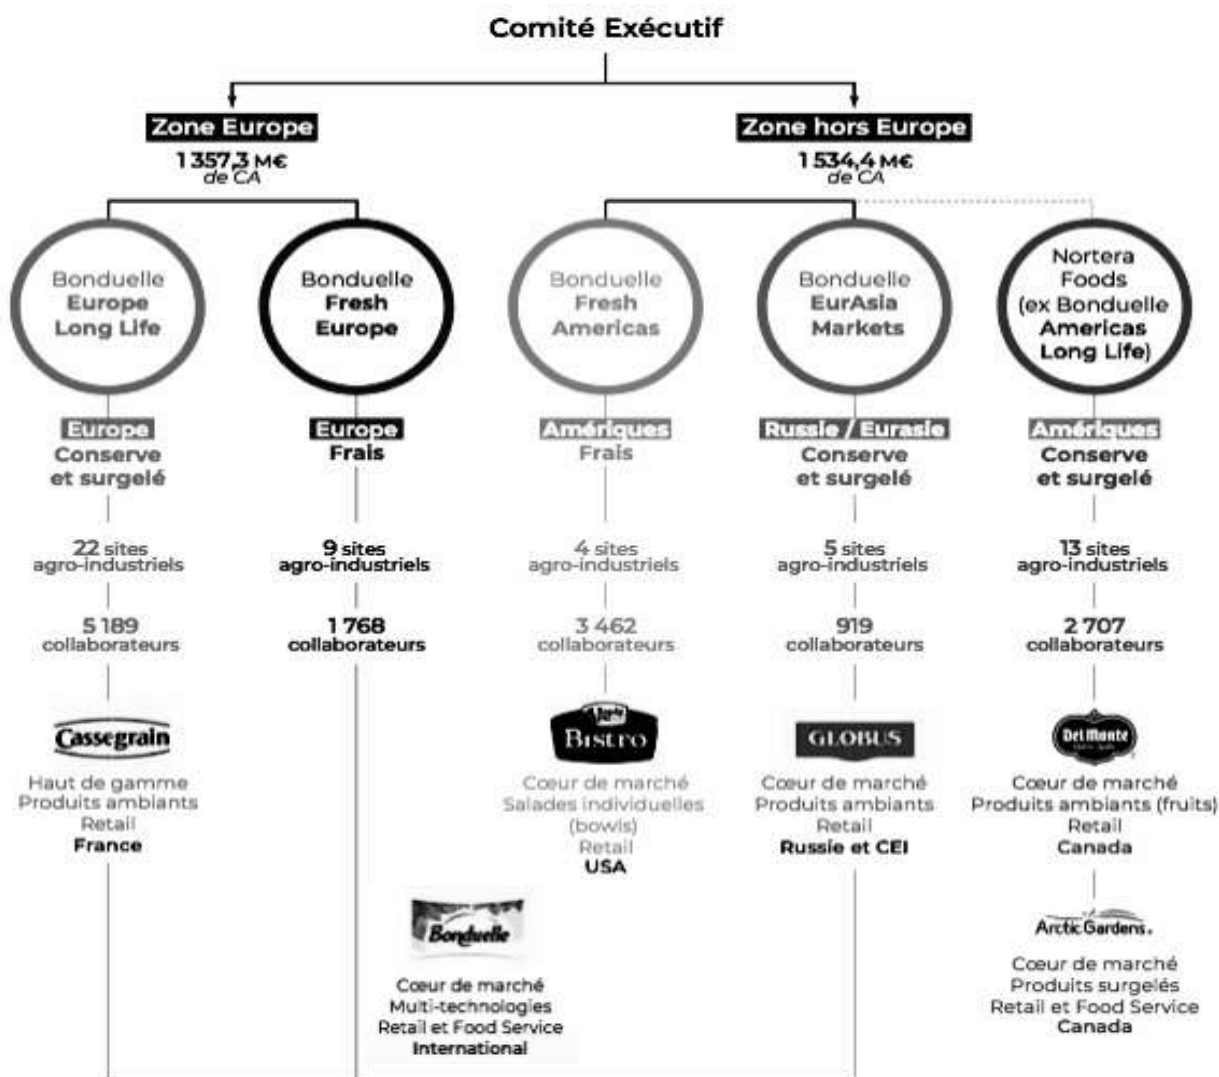 Comité Exécutif
Zone Europe
1 357,3 M€
de CA
Zone hors Europe
1 534,4 M€
de CA
Bonduelle
Europe
Long Life
Bonduelle
Fresh
Europe
Bonduelle
Fresh
Americas
Bonduelle
EurAsia
Markets
Nortera
Foods
(ex Bonduelle
Americas
Long Life)
Europe
Conserve
et surgelé
Europe
Frais
Amériques
Frais
Russie / Eurasie
Conserve
et surgelé
Amériques
Conserve
et surgelé
22 sites
agro-industriels
9 sites
agro-industriels
4 sites
agro-industriels
5 sites
agro-industriels
13 sites
agro-industriels
5 189
collaborateurs
1 768
collaborateurs
3 462
collaborateurs
919
collaborateurs
2 707
collaborateurs
Cassegrain
Haut de gamme
Produits ambiants
Retail
France
Bistro
Cœur de marché
Salades individuelles
(bowls)
Retail
USA
GLOBUS
Cœur de marché
Produits ambiants
Retail
Russie et CEI
Del Monte
Cœur de marché
Produits ambiants (fruits)
Retail
Canada
Bonduelle
Cœur de marché
Multi-technologies
Retail et Food Service
International
Arctic Gardens
Cœur de marché
Produits surgelés
Retail et Food Service
Canada